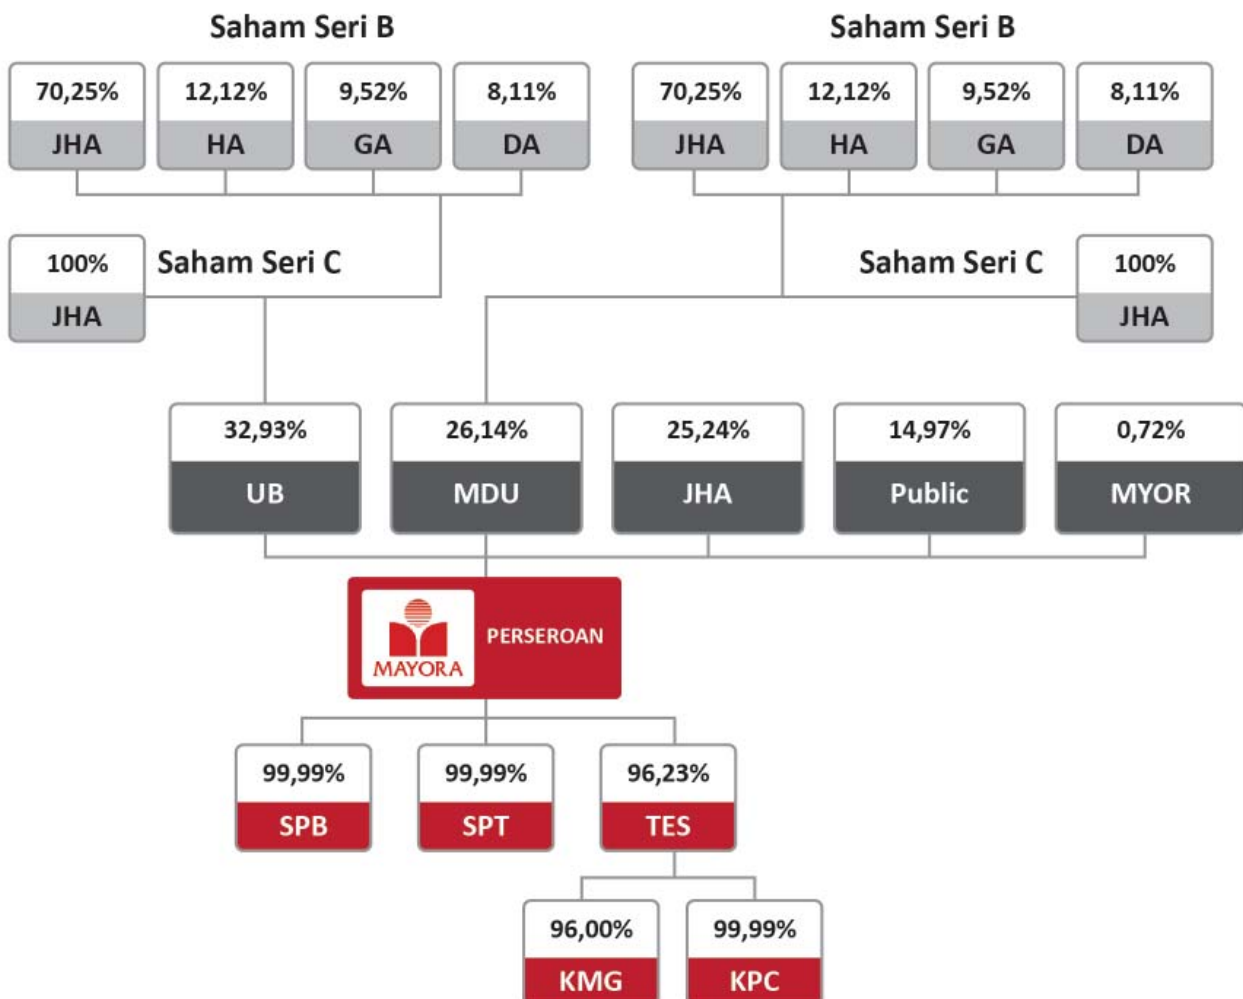 Saham Seri B
Saham Seri B
70,25% 12,12% 9,52% 8,11%
JHA HA GA DA
70,25% 12,12% 9,52% 8,11%
JHA HA GA DA
100%
JHA
Saham Seri C
Saham Seri C
100%
JHA
32,93% 26,14% 25,24% 14,97% 0,72%
UB MDU JHA Public MYOR
MAYORA
PERSEROAN
99,99% 99,99% 96,23%
SPB SPT TES
96,00% 99,99%
KMG KPC